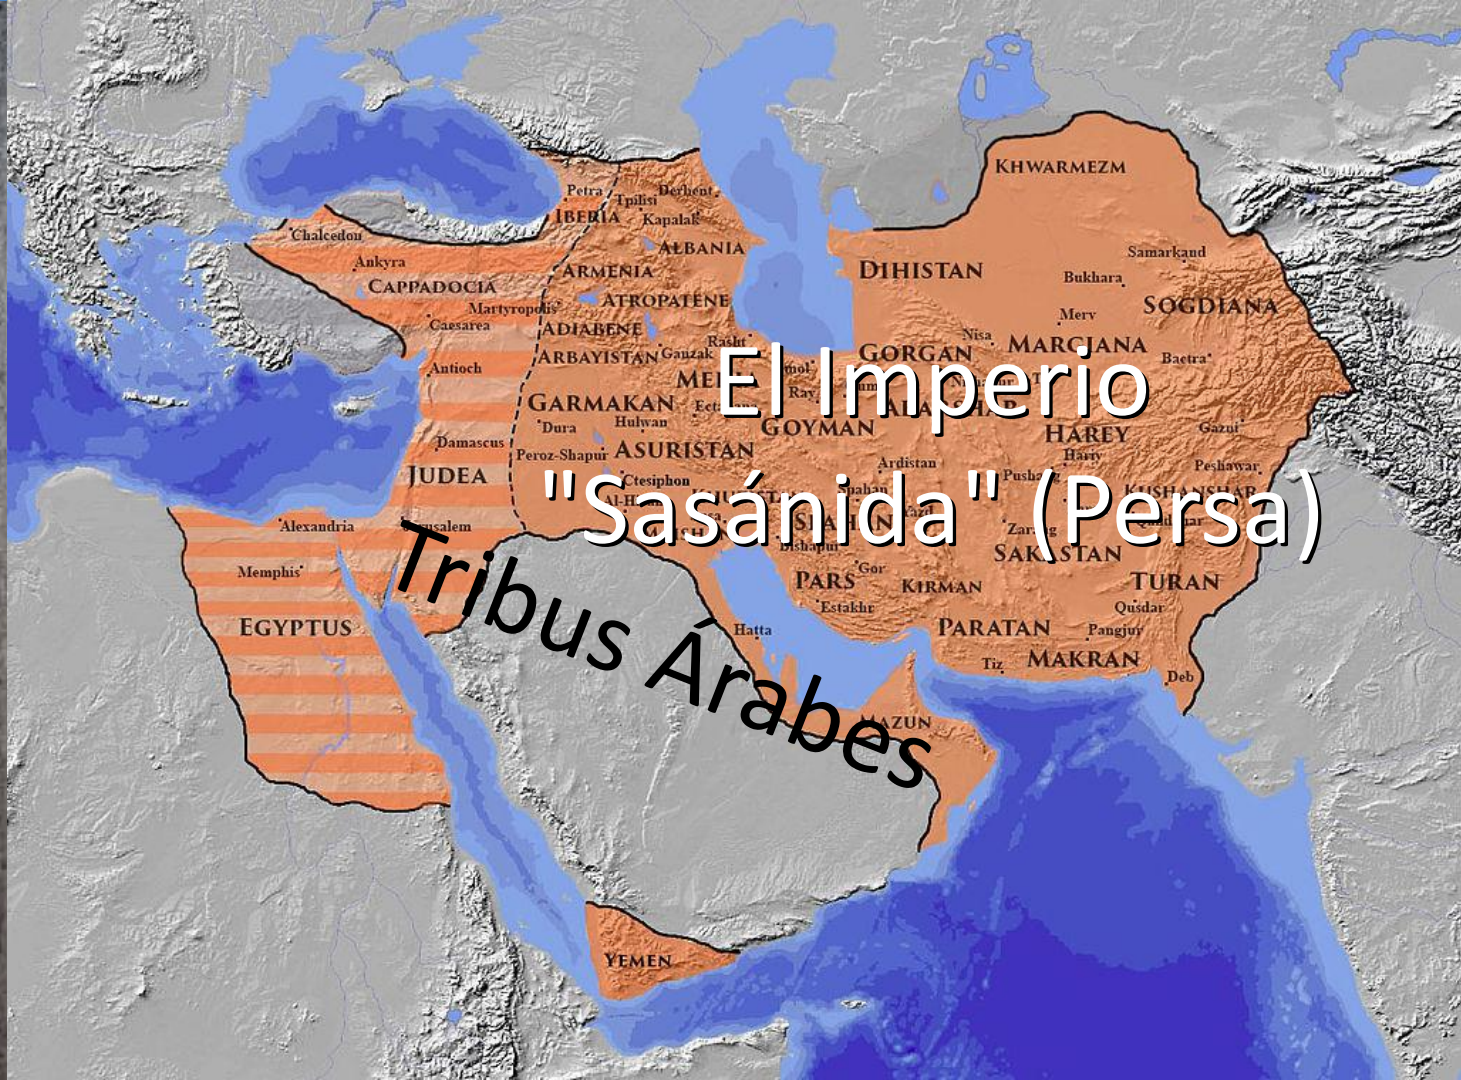 KHWARMEZM
Petra
Tpilisi
Derbent
IBERIA
Kapalak
Chalcedon
ALBANIA
Samarkand
Ankyra
ARMENIA
DIHISTAN
Bukhara
CAPPADOCIA
ATROPATENE
SOGDIANA
Martyropolis
Merv
Caesarea
ADIABENE
Rasht
Nisa
MARGIANA
ARBAYISTAN
Ganzak
GORGAN
Bactra
Antioch
El Imperio
Ray
GARMAKAN
Dura
Hulwan
GOYMAN
HAREY
Gazni
Damascus
Peroz-Shapur
ASURISTAN
Harry
JUDEA
Ardistan
Peshawar
Ctesiphon
KUSHANSHAR
"Sasánida" (Persa)
Alexandria
Tribus Árabes
SAKASTAN
Memphis
Gor
PARS
KIRMAN
TURAN
Estakhr
Qusdar
EGYPTUS
Hatta
PARATAN
Pangjur
Tiz
MAKRAN
Deb
MAZUN
YEMEN